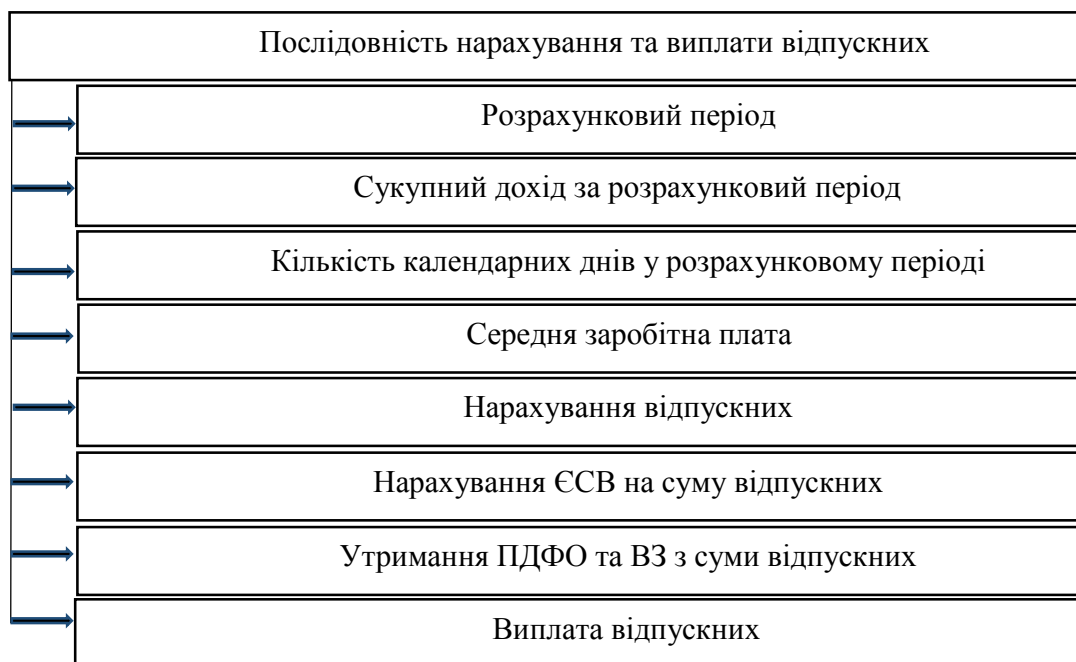 Послідовність нарахування та виплати відпускних
Розрахунковий період
Сукупний дохід за розрахунковий період
Кількість календарних днів у розрахунковому періоді
Середня заробітна плата
Нарахування відпускних
Нарахування ЄСВ на суму відпускних
Утримання ПДФО та ВЗ з суми відпускних
Виплата відпускних